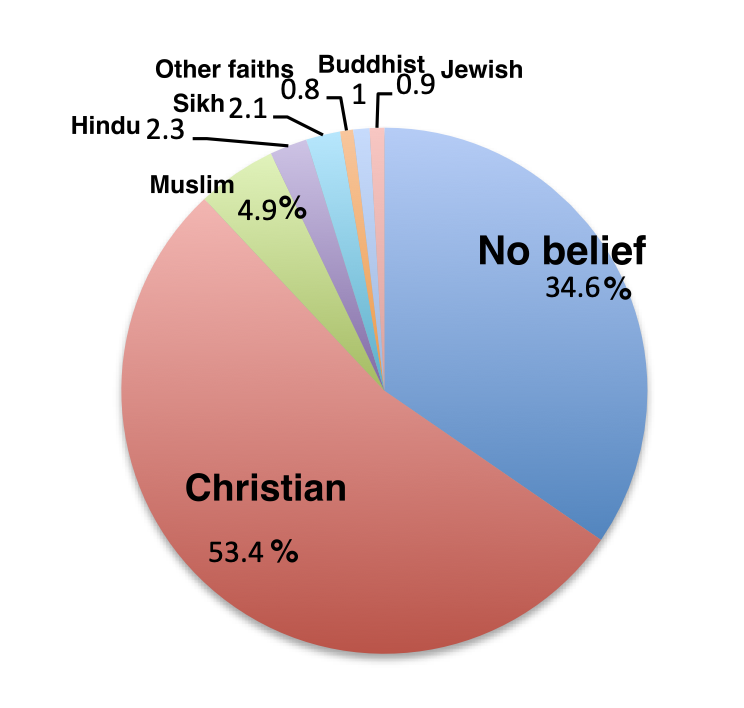 Other faiths 0.8
Buddhist 1
0.9 Jewish
Sikh 2.1
Hindu 2.3
Muslim
4.9%
No belief
34.6%
Christian
53.4 %